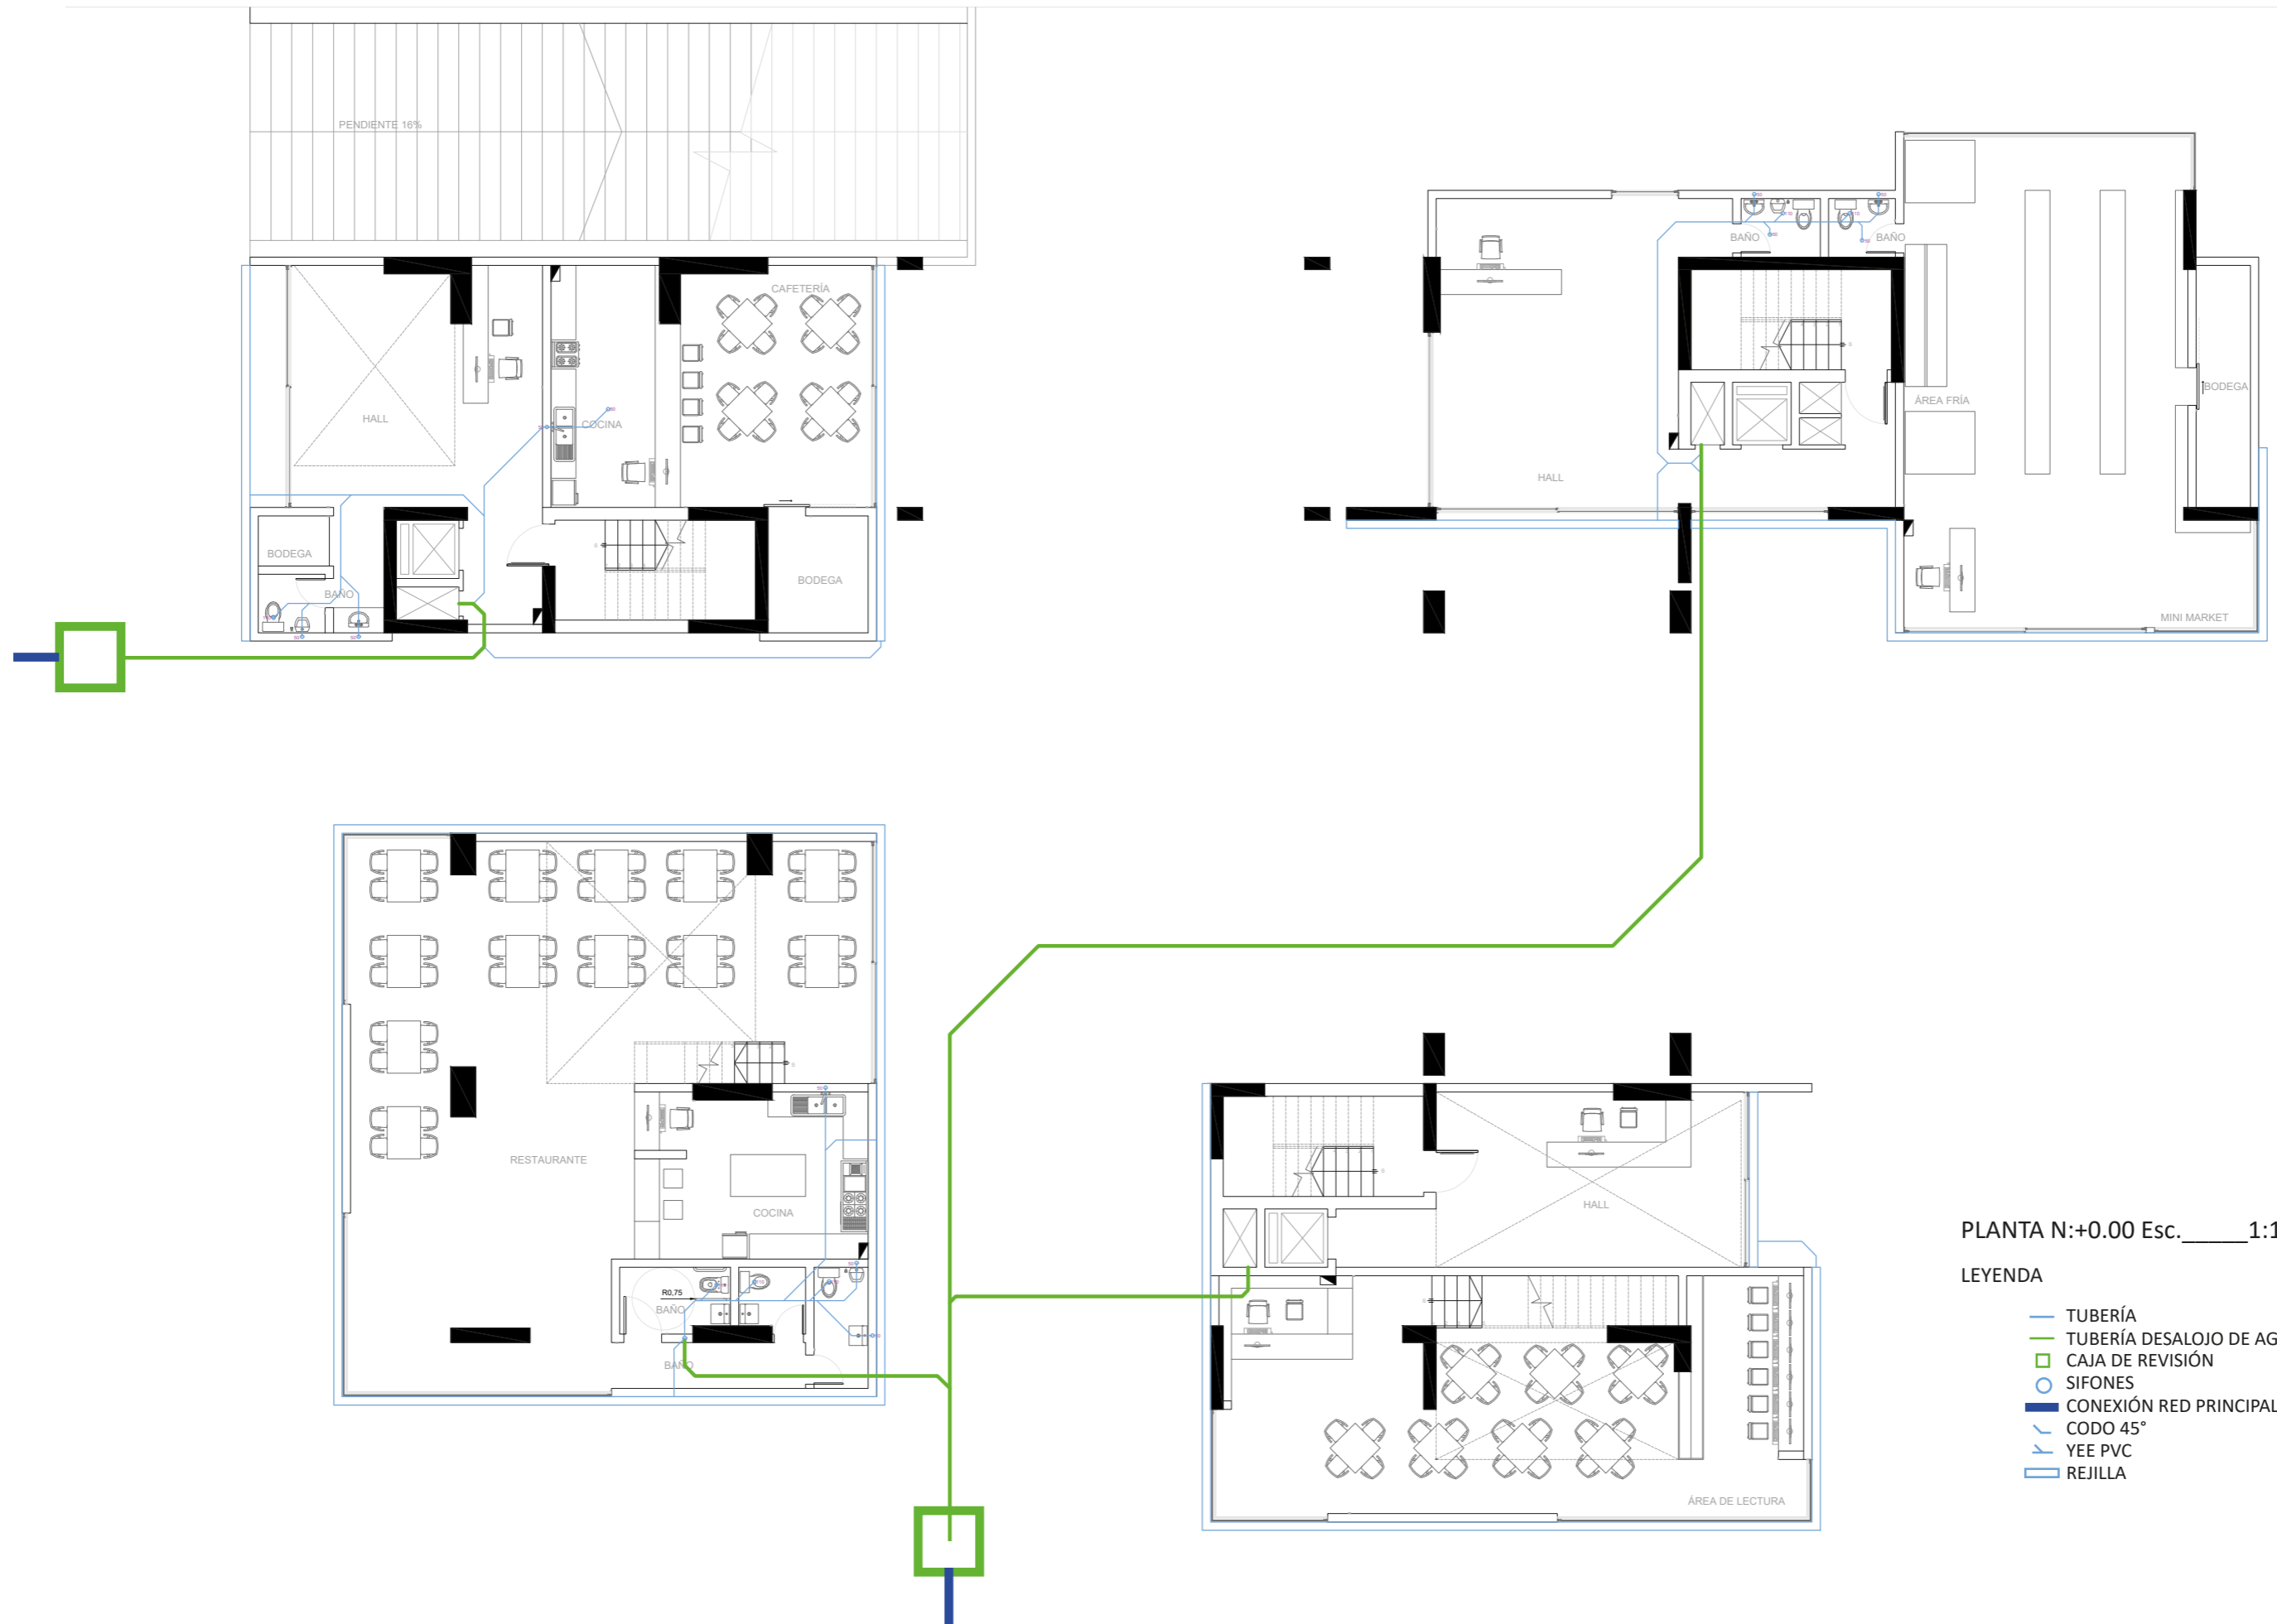 PENDIENTE 16%
CAFETERÍA
HALL
COCINA
BODEGA
BAÑO
BODEGA
BAÑO
BAÑO
BODEGA
ÁREA FRÍA
HALL
MINI MARKET
RESTAURANTE
COCINA
R0,75
BAÑO
BAÑO
HALL
ÁREA DE LECTURA
PLANTA N:+0.00 Esc.______1:1
LEYENDA
TUBERÍA
TUBERÍA DESALOJO DE AG
CAJA DE REVISIÓN
SIFONES
CONEXIÓN RED PRINCIPAL
CODO 45°
YEE PVC
REJILLA